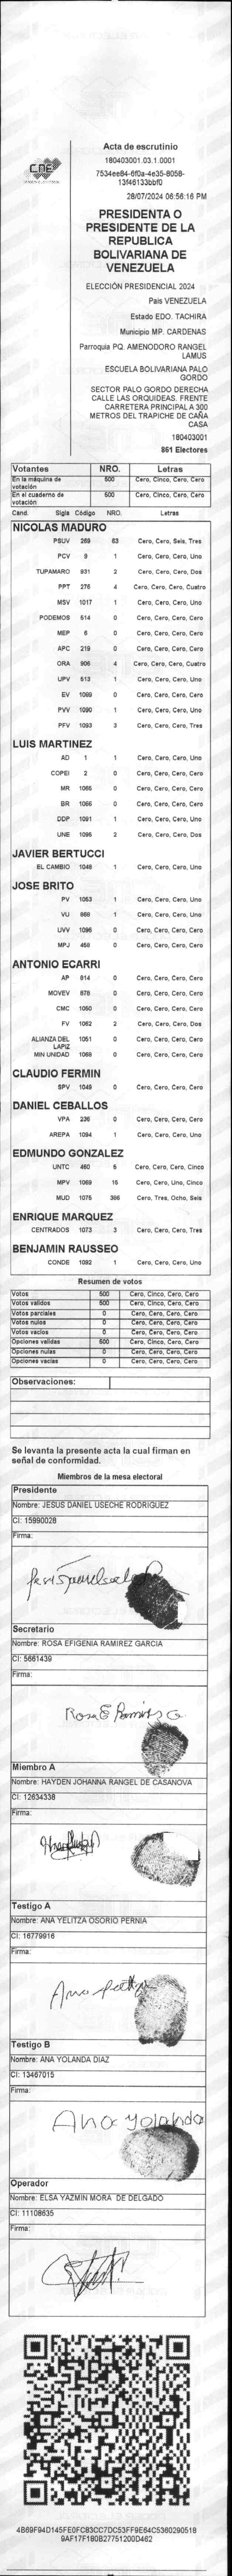 CNE
Acta de escrutinio
180403001.03.1.0001
7534ee84-6f0a-4e35-8058-
13f46133bbf0
28/07/2024 06:56:16 PM
PRESIDENTA O
PRESIDENTE DE LA
REPUBLICA
BOLIVARIANA DE
VENEZUELA
ELECCIÓN PRESIDENCIAL 2024
Pais VENEZUELA
Estado EDO. TACHIRA
Municipio MP. CARDENAS
Parroquia PQ. AMENODORO RANGEL
LAMUS
ESCUELA BOLIVARIANA PALO
GORDO
SECTOR PALO GORDO DERECHA
CALLE LAS ORQUIDEAS. FRENTE
CARRETERA PRINCIPAL A 300
METROS DEL TRAPICHE DE CAÑA
CASA
180403001
851 Electores
Votantes NRO. Letras
En la máquina de votación 500 Cero, Cinco, Cero, Cero
En el cuaderno de votación 500 Cero, Cinco, Cero, Cero
Cand. Sigla Código NRO. Letras
NICOLAS MADURO
PSUV 269 63 Cero, Cero, Seis, Tres
PCV 9 1 Cero, Cero, Cero, Uno
TUPAMARO 931 2 Cero, Cero, Cero, Dos
PPT 276 4 Cero, Cero, Cero, Cuatro
MSV 1017 1 Cero, Cero, Cero, Uno
PODEMOS 514 0 Cero, Cero, Cero, Cero
MEP 6 0 Cero, Cero, Cero, Cero
APC 219 0 Cero, Cero, Cero, Cero
ORA 906 4 Cero, Cero, Cero, Cuatro
UPV 513 1 Cero, Cero, Cero, Uno
EV 1089 0 Cero, Cero, Cero, Cero
PVV 1090 1 Cero, Cero, Cero, Uno
PFV 1093 3 Cero, Cero, Cero, Tres
LUIS MARTINEZ
AD 1 1 Cero, Cero, Cero, Uno
COPEI 2 0 Cero, Cero, Cero, Cero
MR 1065 0 Cero, Cero, Cero, Cero
BR 1066 0 Cero, Cero, Cero, Cero
DDP 1091 1 Cero, Cero, Cero, Uno
UNE 1095 2 Cero, Cero, Cero, Dos
JAVIER BERTUCCI
EL CAMBIO 1048 1 Cero, Cero, Cero, Uno
JOSE BRITO
PV 1053 1 Cero, Cero, Cero, Uno
VU 868 1 Cero, Cero, Cero, Uno
UVV 1096 0 Cero, Cero, Cero, Cero
MPJ 458 0 Cero, Cero, Cero, Cero
ANTONIO ECARRI
AP 814 0 Cero, Cero, Cero, Cero
MOVEV 878 0 Cero, Cero, Cero, Cero
CMC 1050 0 Cero, Cero, Cero, Cero
FV 1062 2 Cero, Cero, Cero, Dos
ALIANZA DEL LAPIZ 1051 0 Cero, Cero, Cero, Cero
MIN UNIDAD 1068 0 Cero, Cero, Cero, Cero
CLAUDIO FERMIN
SPV 1049 0 Cero, Cero, Cero, Cero
DANIEL CEBALLOS
VPA 236 0 Cero, Cero, Cero, Cero
AREPA 1094 1 Cero, Cero, Cero, Uno
EDMUNDO GONZALEZ
UNTC 460 5 Cero, Cero, Cero, Cinco
MPV 1069 15 Cero, Cero, Uno, Cinco
MUD 1075 386 Cero, Tres, Ocho, Seis
ENRIQUE MARQUEZ
CENTRADOS 1073 3 Cero, Cero, Cero, Tres
BENJAMIN RAUSSEO
CONDE 1092 1 Cero, Cero, Cero, Uno
Resumen de votos
Votos 500 Cero, Cinco, Cero, Cero
Votos validos 500 Cero, Cinco, Cero, Cero
Votos parciales 0 Cero, Cero, Cero, Cero
Votos nulos 0 Cero, Cero, Cero, Cero
Votos vacios 0 Cero, Cero, Cero, Cero
Opciones validas 500 Cero, Cinco, Cero, Cero
Opciones nulas 0 Cero, Cero, Cero, Cero
Opciones vacias 0 Cero, Cero, Cero, Cero
Observaciones:
Se levanta la presente acta la cual firman en
señal de conformidad.
Miembros de la mesa electoral
Presidente
Nombre: JESUS DANIEL USECHE RODRIGUEZ
CI: 15990028
Firma:
Secretario
Nombre: ROSA EFIGENIA RAMIREZ GARCIA
CI: 5661439
Firma:
Rosa E Ramirez G.
Miembro A
Nombre: HAYDEN JOHANNA RANGEL DE CASANOVA
CI: 12634338
Firma:
Testigo A
Nombre: ANA YELITZA OSORIO PERNIA
CI: 16779916
Firma:
Testigo B
Nombre: ANA YOLANDA DIAZ
CI: 13467015
Firma:
Ana Yolanda
Operador
Nombre: ELSA YAZMIN MORA DE DELGADO
CI: 11108635
Firma:
4B69F94D145FE0FC83CC7DC53FF9E64C5360290518
9AF17F180B27751200D462